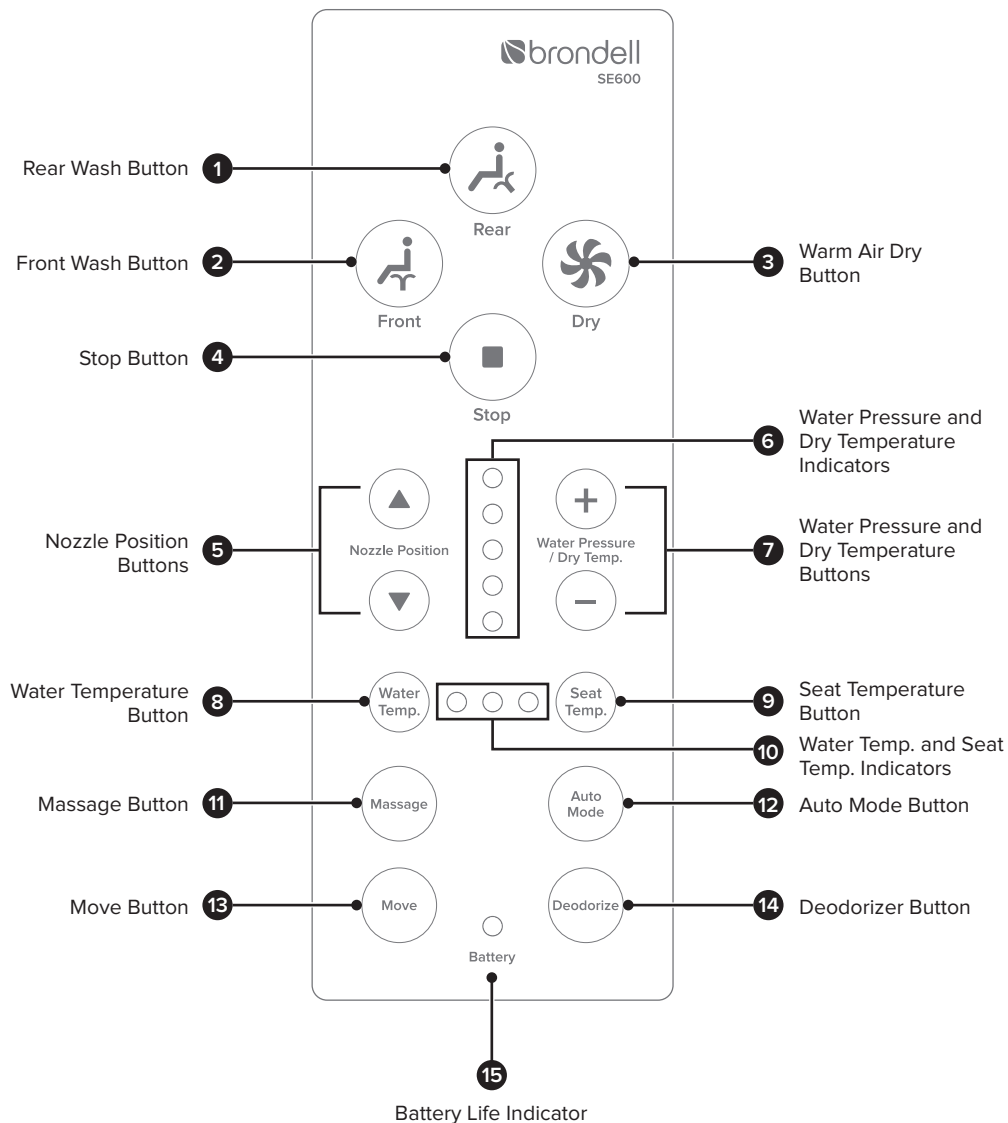 brondell
SE600
Rear Wash Button 1
Rear
Front Wash Button 2
Front
3 Warm Air Dry
Button
Dry
Stop Button 4
Stop
6 Water Pressure and
Dry Temperature
Indicators
Nozzle Position
Buttons
5
Nozzle Position
Water Pressure
/ Dry Temp.
+
−
7 Water Pressure and
Dry Temperature
Buttons
Water Temperature
Button
8
Water
Temp.
Seat
Temp.
9 Seat Temperature
Button
10 Water Temp. and Seat
Temp. Indicators
Massage Button 11
Massage
Auto
Mode
12 Auto Mode Button
Move Button 13
Move
Deodorize
14 Deodorizer Button
Battery
15
Battery Life Indicator